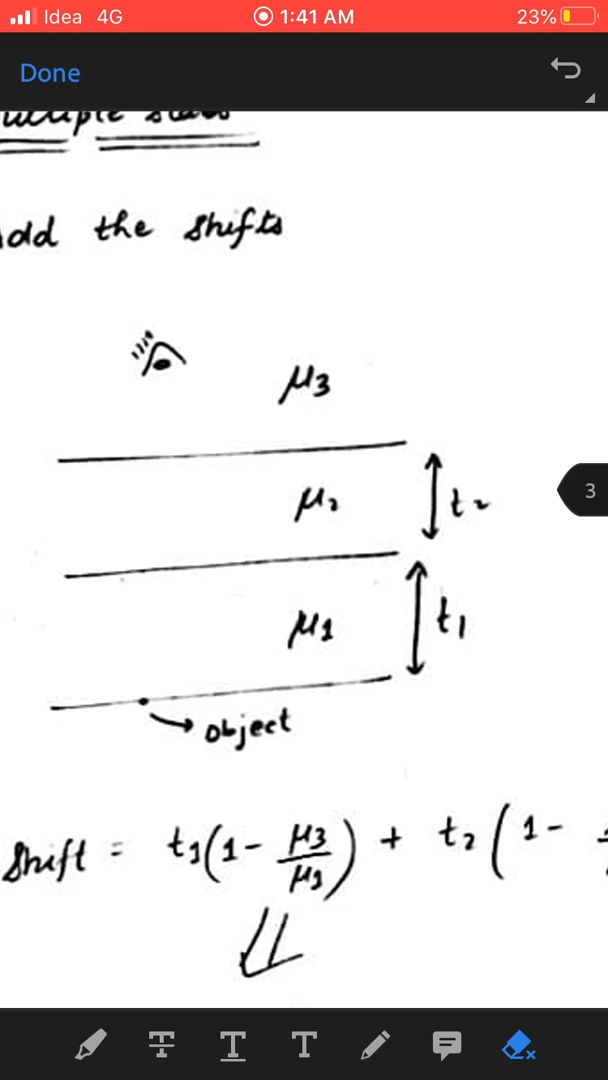 Idea 4G 1:41 AM 23%
Done
the shifts
μ3
μ2 t2
3
μ1 t1
object
Shift = t1(1 - μ3/μ1) + t2(1 -
T T T